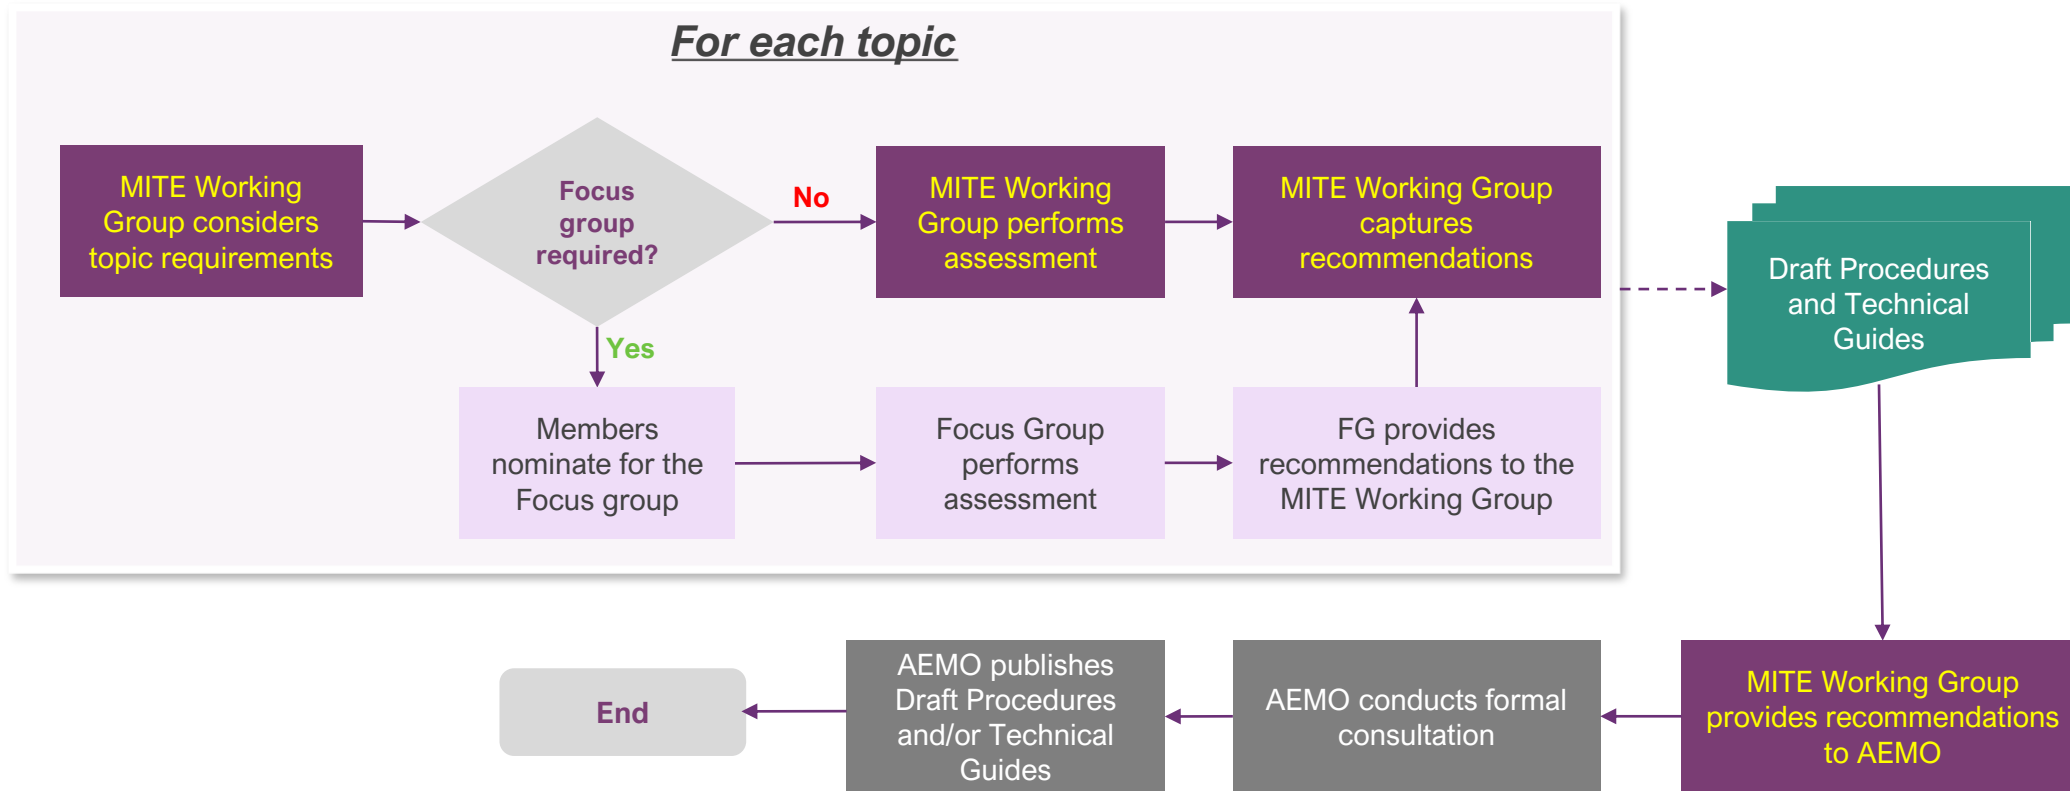 For each topic
MITE Working
Group considers
topic requirements
Focus
group
required?
No
MITE Working
Group performs
assessment
MITE Working Group
captures
recommendations
Draft Procedures
and Technical
Guides
Yes
Members
nominate for the
Focus group
Focus Group
performs
assessment
FG provides
recommendations to the
MITE Working Group
End
AEMO publishes
Draft Procedures
and/or Technical
Guides
AEMO conducts formal
consultation
MITE Working Group
provides recommendations
to AEMO